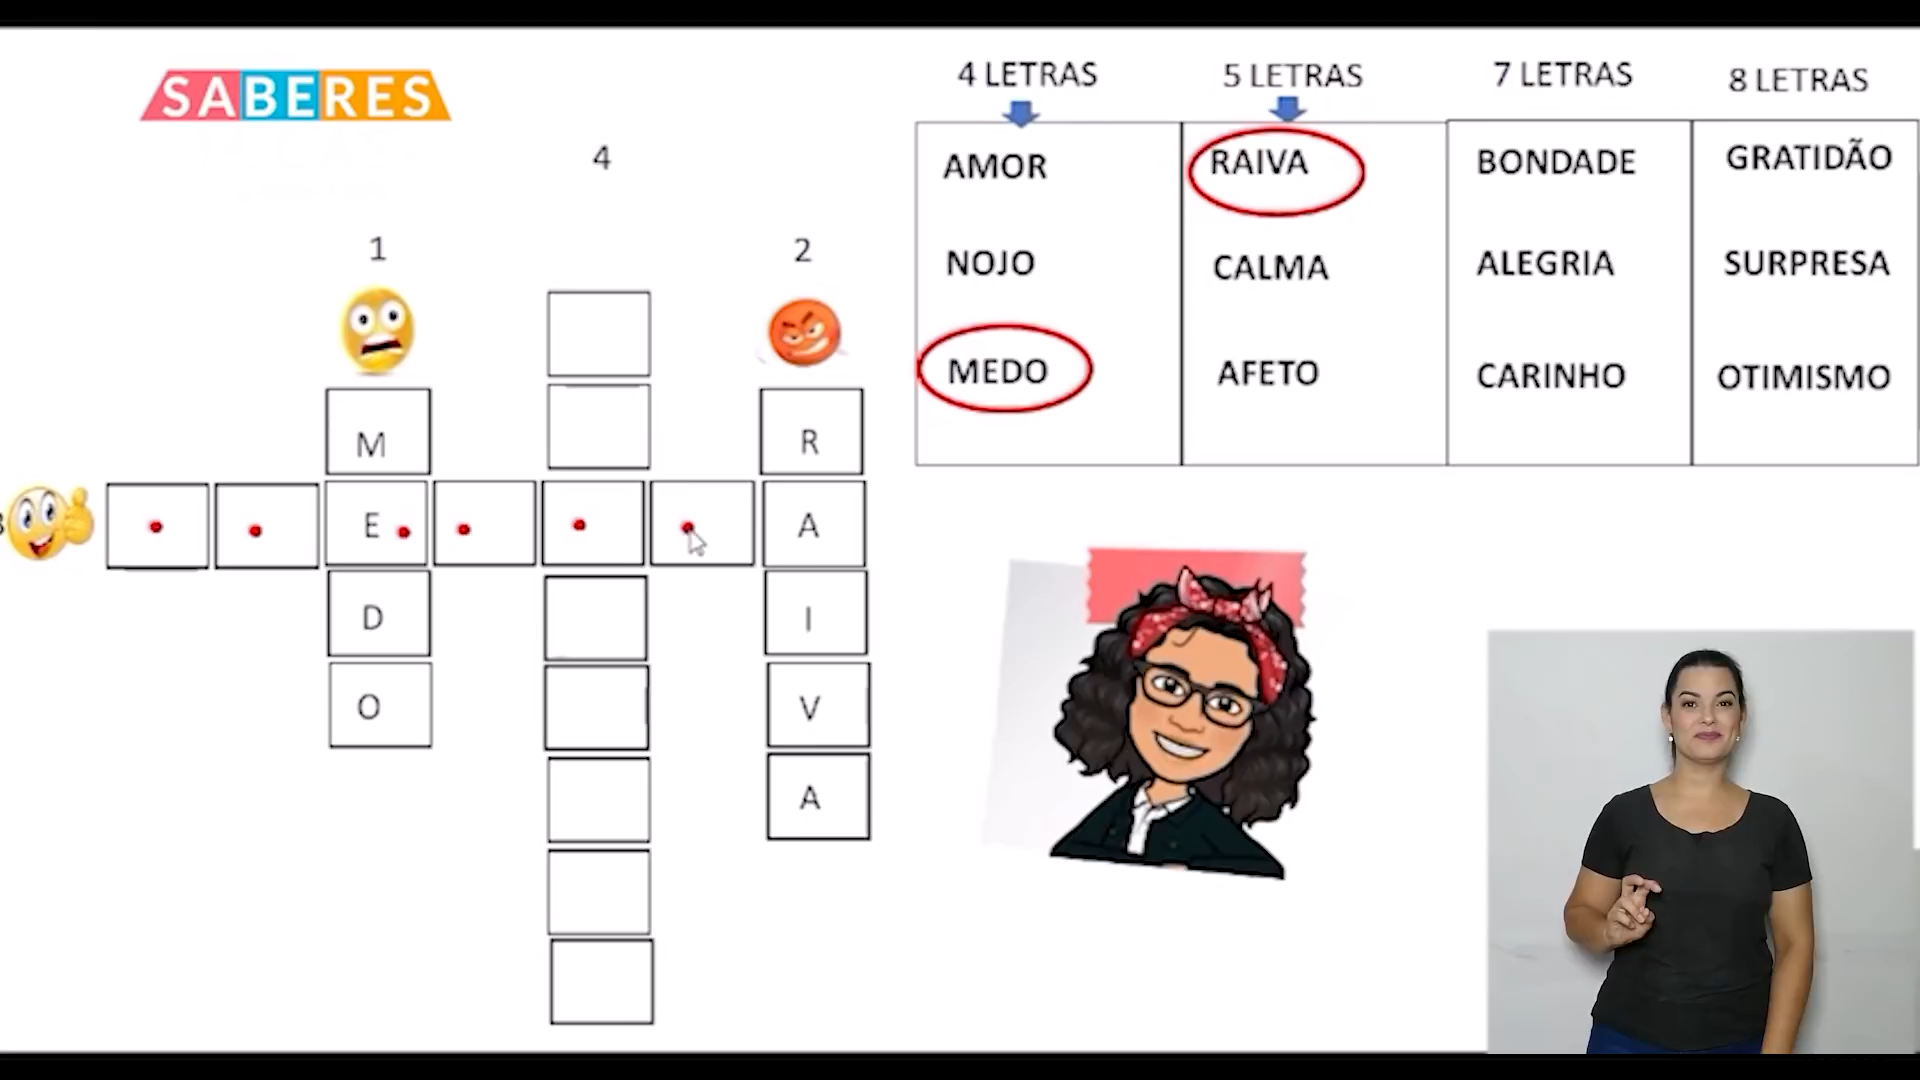 SABERES
4 LETRAS
5 LETRAS
7 LETRAS
8 LETRAS
AMOR
RAIVA
BONDADE
GRATIDÃO
NOJO
CALMA
ALEGRIA
SURPRESA
MEDO
AFETO
CARINHO
OTIMISMO
4
1
2
M
R
E
A
D
I
O
V
A